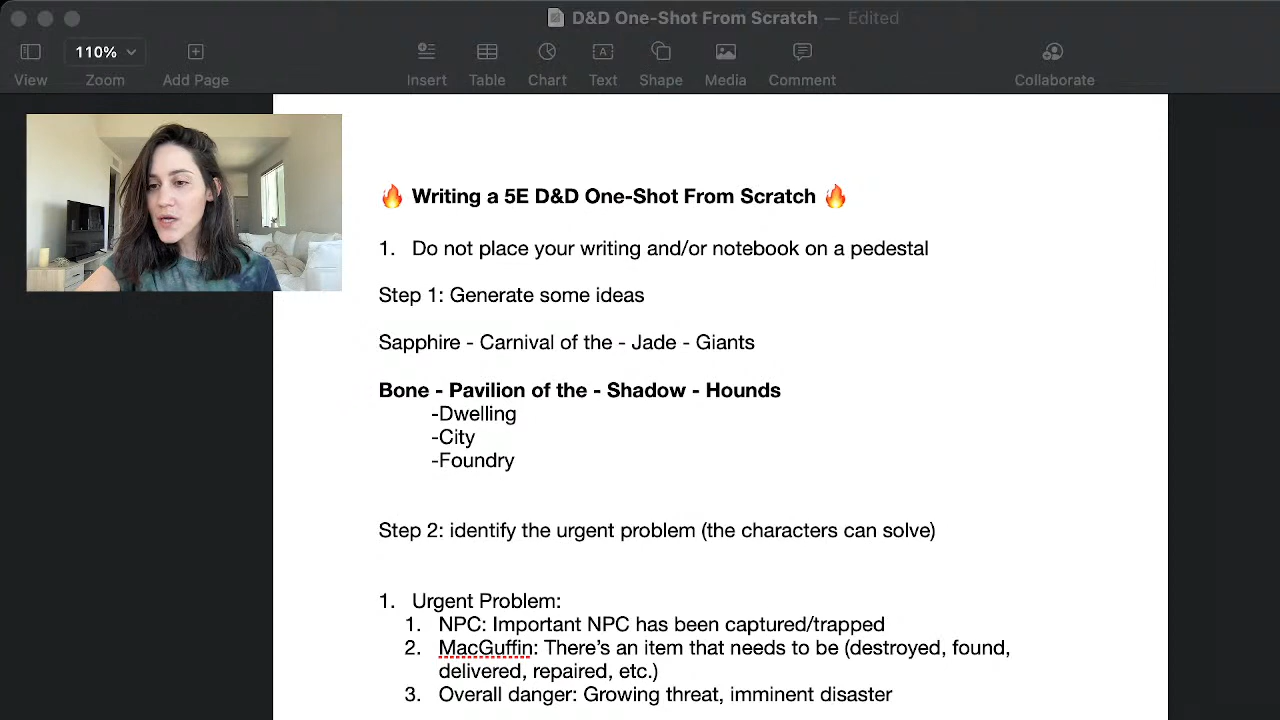 D&D One-Shot From Scratch — Edited
110%
View Zoom Add Page Insert Table Chart Text Shape Media Comment Collaborate
🔥 Writing a 5E D&D One-Shot From Scratch 🔥
1. Do not place your writing and/or notebook on a pedestal
Step 1: Generate some ideas
Sapphire - Carnival of the - Jade - Giants
Bone - Pavilion of the - Shadow - Hounds
-Dwelling
-City
-Foundry
Step 2: identify the urgent problem (the characters can solve)
1. Urgent Problem:
1. NPC: Important NPC has been captured/trapped
2. MacGuffin: There's an item that needs to be (destroyed, found,
delivered, repaired, etc.)
3. Overall danger: Growing threat, imminent disaster